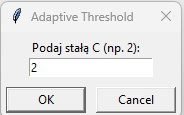 Adaptive Threshold
Podaj stałą C (np. 2):
2
OK
Cancel